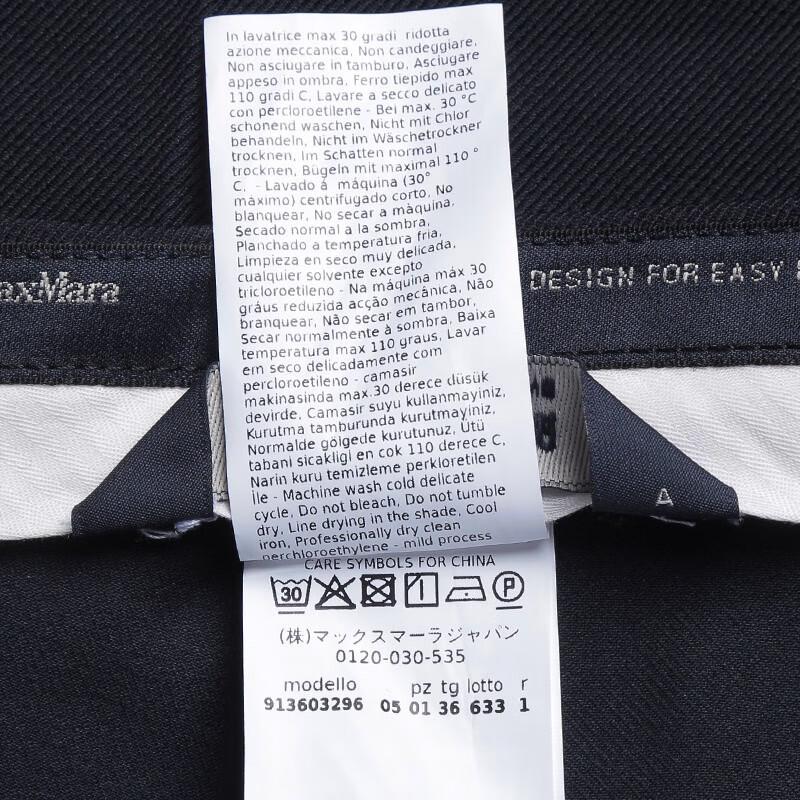 In lavatrice max 30 gradi ridotta
azione meccanica, Non candeggiare,
Non asciugare in tamburo, Asciugare
appeso in ombra, Ferro tiepido max
110 gradi C, Lavare a secco delicato
con percloroetilene - Bei max. 30 °C
schonend waschen, Nicht mit Chlor
behandeln, Nicht im Wäschetrockner
trocknen, Im Schatten normal
trocknen, Bügeln mit maximal 110 °
C, - Lavado á máquina (30°
máximo) centrifugado corto, No
blanquear, No secar a màquina,
Secado normal a la sombra,
Planchado a temperatura fria,
Limpieza en seco muy delicada,
cualquier solvente excepto
tricloroetileno - Na máquina máx 30
gráus reduzida acção mecânica, Não
branquear, Não secar em tambor,
Secar normalmente à sombra, Baixa
temperatura max 110 graus, Lavar
em seco delicadamente com
percloroetileno - camasir
makinasinda max.30 derece düsük
devirde, Camasir suyu kullanmayiniz,
Kurutma tamburunda kurutmayiniz,
Normalde gölgede kurutunuz, Ütü
tabani sicakligi en cok 110 derece C,
Narin kuru temizleme perkloretilen
İle - Machine wash cold delicate
cycle, Do not bleach, Do not tumble
dry, Line drying in the shade, Cool
iron, Professionally dry clean
perchloroethylene - mild process
axMara
DESIGN FOR EASY
A
CARE SYMBOLS FOR CHINA
30 P
(株)マックスマーラジャパン
0120-030-535
modello pz tg lotto r
913603296 05 01 36 633 1